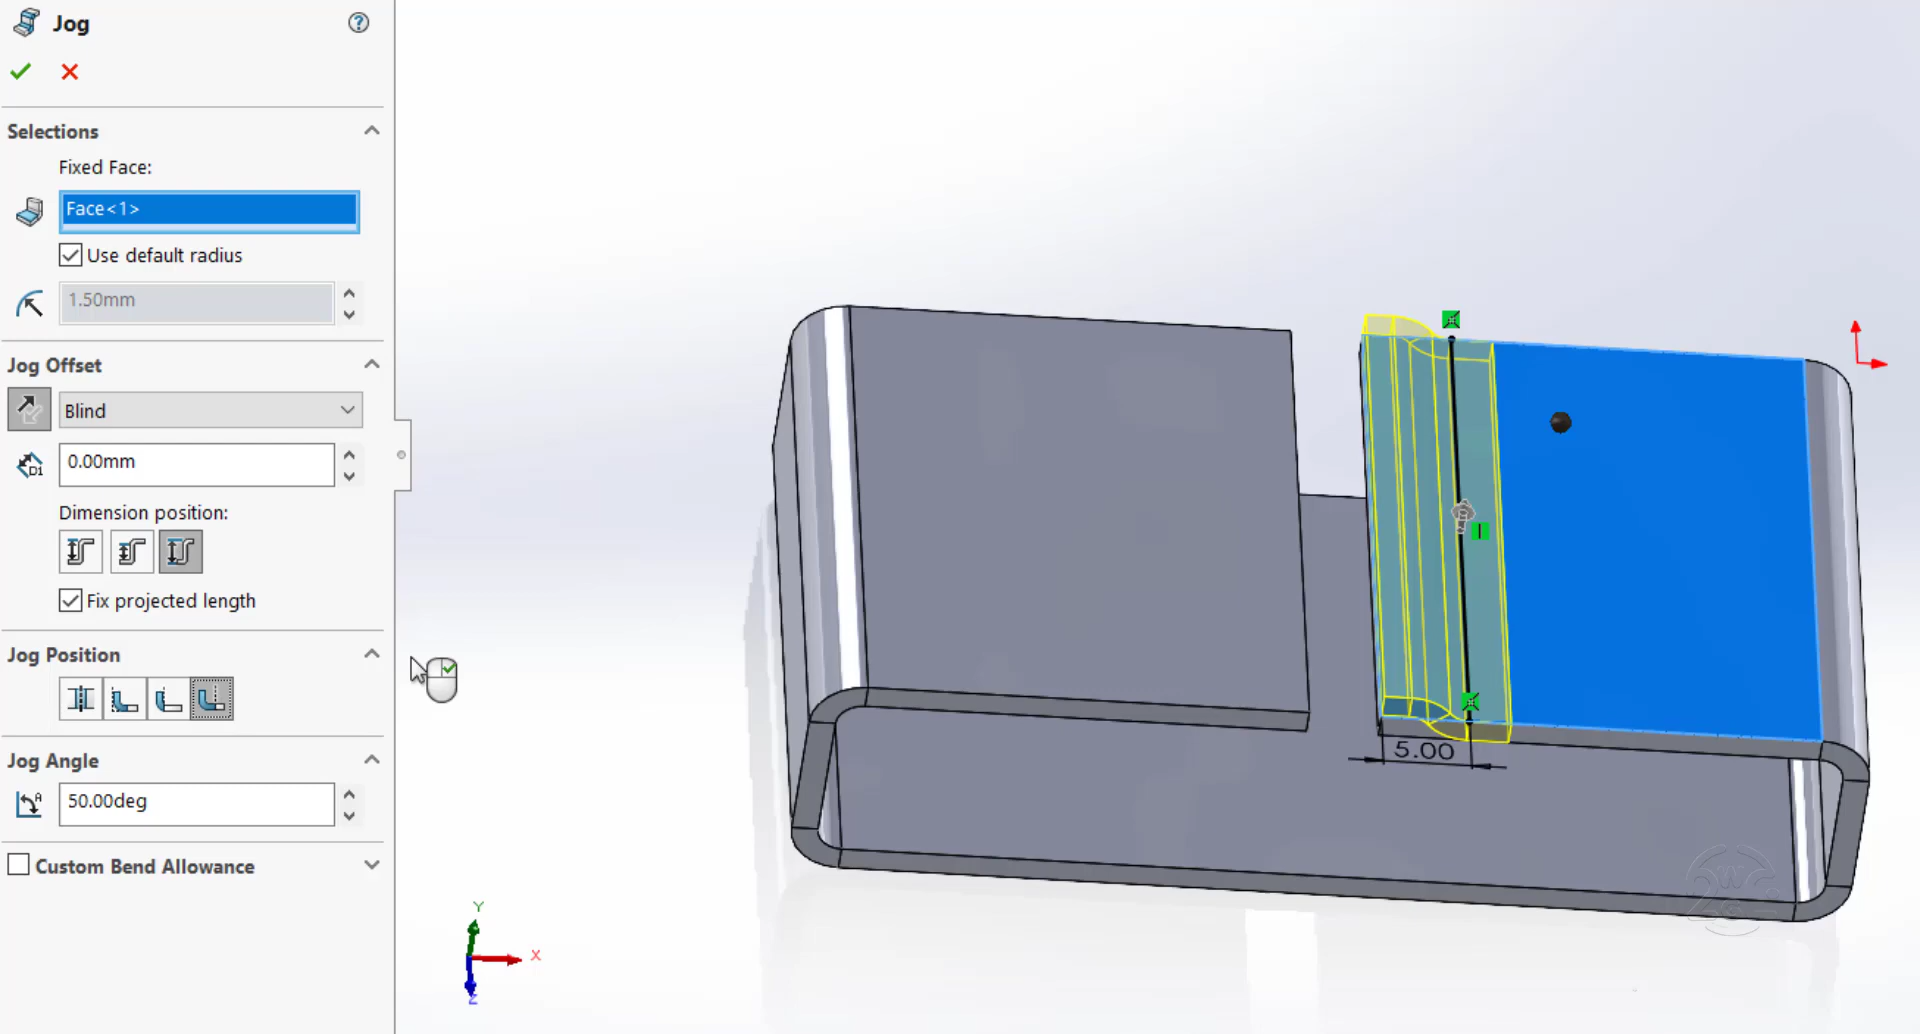 Jog
Selections
Fixed Face:
Face<1>
Use default radius
1.50mm
Jog Offset
Blind
D1
0.00mm
Dimension position:
Fix projected length
Jog Position
Jog Angle
A
50.00deg
Custom Bend Allowance
5.00
Y
X
Z